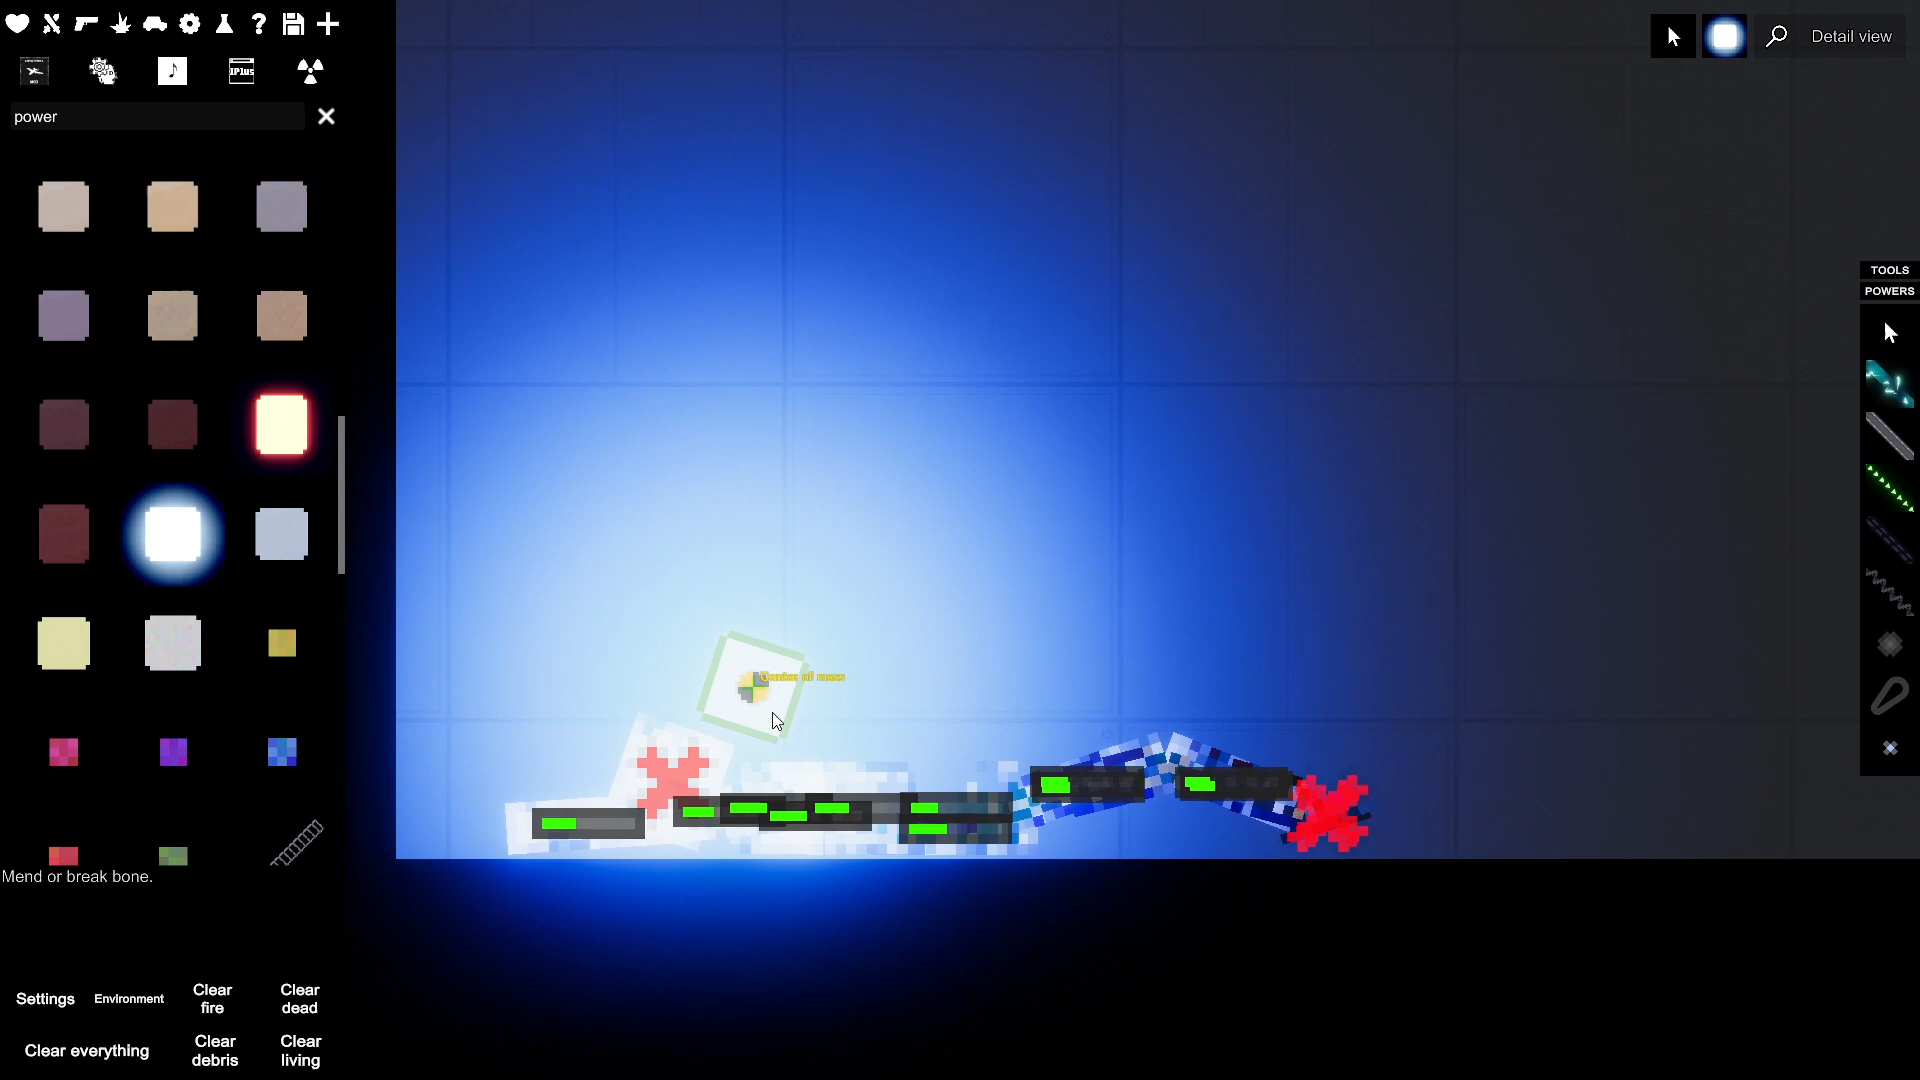 IPlus
Detail view
power
TOOLS
POWERS
Center of mass
Mend or break bone.
Settings
Environment
Clear fire
Clear dead
Clear everything
Clear debris
Clear living